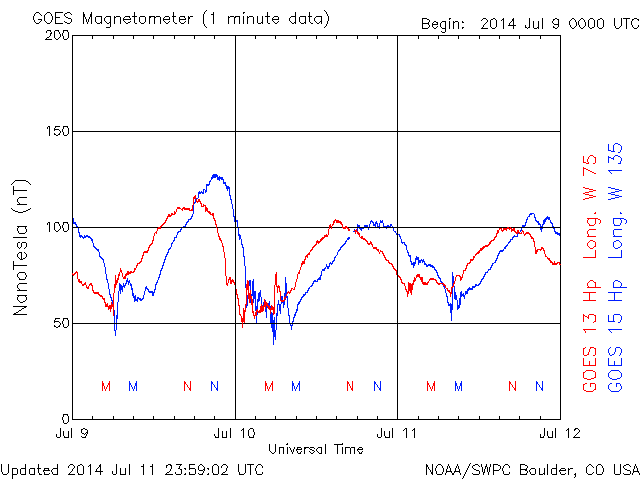 GOES Magnetometer (1 minute data)
Begin: 2014 Jul 9 0000 UTC
200
150
100
50
0
NanoTesla (nT)
M M N N M M N N M M N N
Jul 9 Jul 10 Jul 11 Jul 12
Universal Time
GOES 13 Hp Long. W 75
GOES 15 Hp Long. W 135
Updated 2014 Jul 11 23:59:02 UTC
NOAA/SWPC Boulder, CO USA